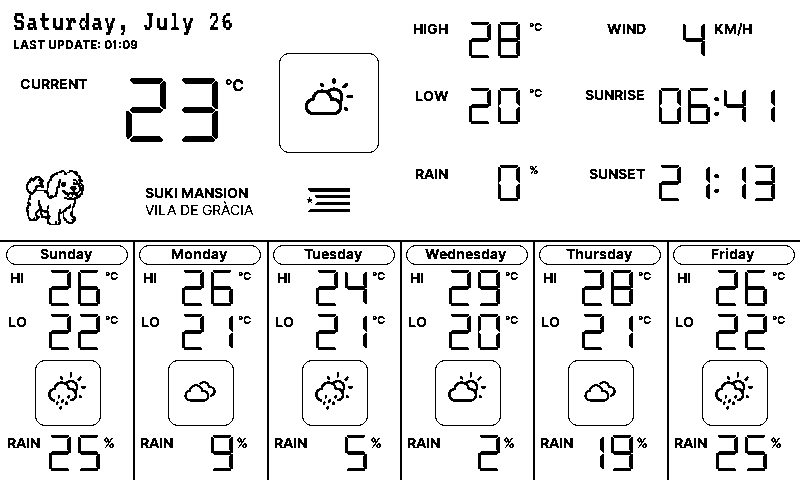 Saturday, July 26
LAST UPDATE: 01:09
CURRENT 23 °C
SUKI MANSION
VILA DE GRÀCIA
HIGH 28 °C
LOW 20 °C
RAIN 0 %
WIND 4 KM/H
SUNRISE 06:41
SUNSET 21:13
Sunday
HI 26 °C
LO 22 °C
RAIN 25 %
Monday
HI 26 °C
LO 21 °C
RAIN 9 %
Tuesday
HI 24 °C
LO 21 °C
RAIN 5 %
Wednesday
HI 29 °C
LO 20 °C
RAIN 2 %
Thursday
HI 28 °C
LO 21 °C
RAIN 19 %
Friday
HI 26 °C
LO 22 °C
RAIN 25 %